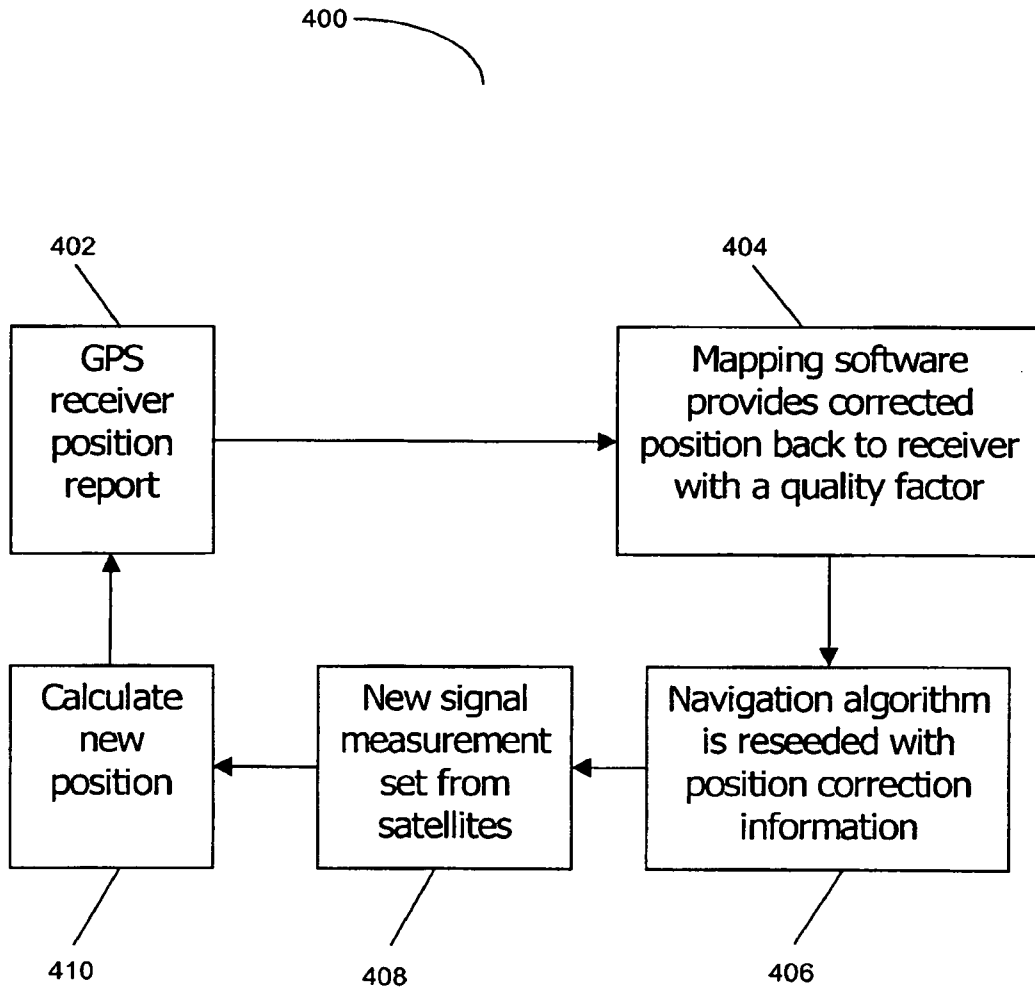 400
402
404
GPS
receiver
position
report
Mapping software
provides corrected
position back to receiver
with a quality factor
Calculate
new
position
New signal
measurement
set from
satellites
Navigation algorithm
is reseeded with
position correction
information
410
408
406